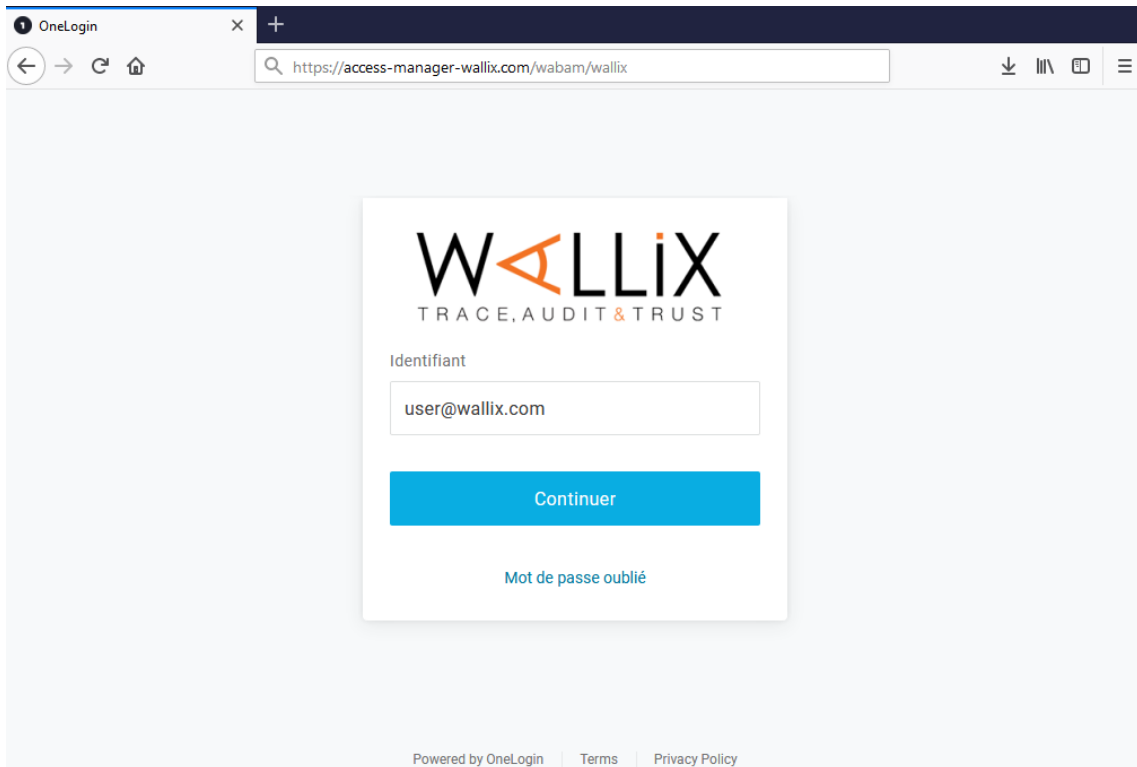 OneLogin
https://access-manager-wallix.com/wabam/wallix
WALLiX
TRACE, AUDIT & TRUST
Identifiant
user@wallix.com
Continuer
Mot de passe oublié
Powered by OneLogin Terms Privacy Policy